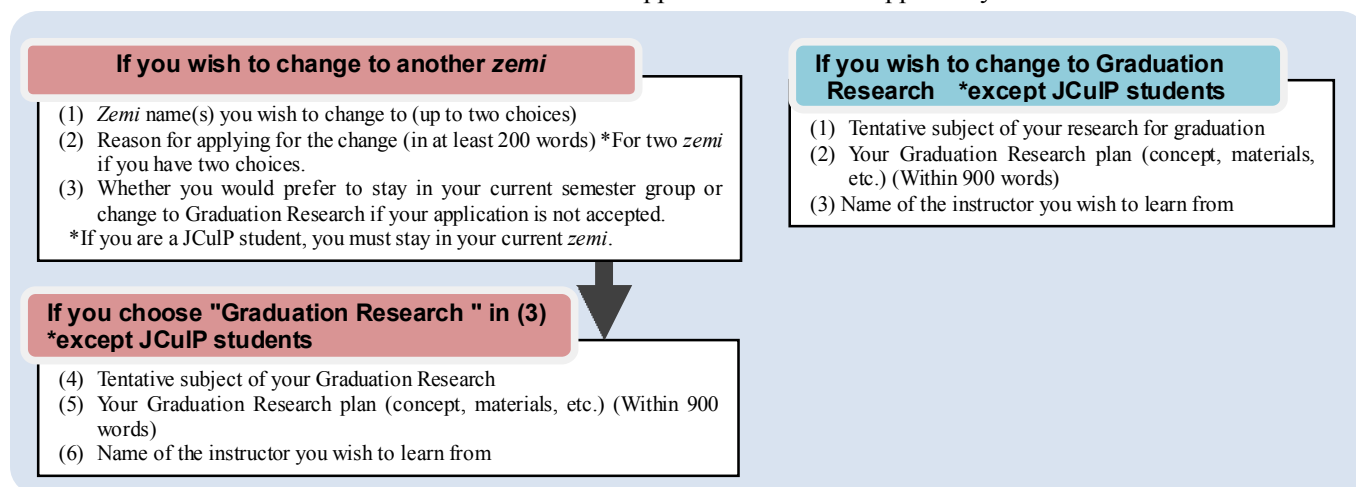 If you wish to change to another zemi
(1) Zemi name(s) you wish to change to (up to two choices)
(2) Reason for applying for the change (in at least 200 words) *For two zemi
if you have two choices.
(3) Whether you would prefer to stay in your current semester group or
change to Graduation Research if your application is not accepted.
*If you are a JCulP student, you must stay in your current zemi.
If you choose "Graduation Research " in (3)
*except JCulP students
(4) Tentative subject of your Graduation Research
(5) Your Graduation Research plan (concept, materials, etc.) (Within 900
words)
(6) Name of the instructor you wish to learn from
If you wish to change to Graduation
Research *except JCulP students
(1) Tentative subject of your research for graduation
(2) Your Graduation Research plan (concept, materials,
etc.) (Within 900 words)
(3) Name of the instructor you wish to learn from